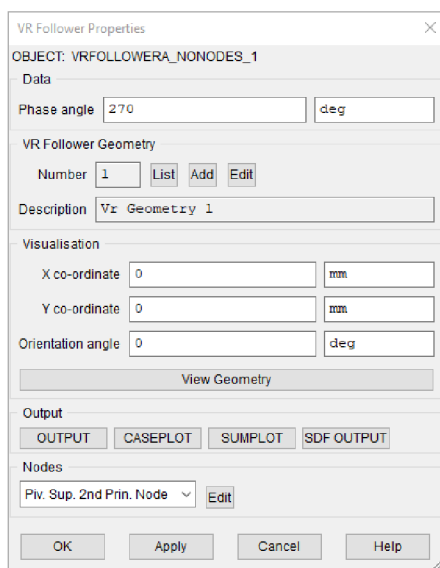 VR Follower Properties
OBJECT: VRFOLLOWERA_NONODES_1
Data
Phase angle 270 deg
VR Follower Geometry
Number 1 List Add Edit
Description Vr Geometry 1
Visualisation
X co-ordinate 0 mm
Y co-ordinate 0 mm
Orientation angle 0 deg
View Geometry
Output
OUTPUT CASEPLOT SUMPLOT SDF OUTPUT
Nodes
Piv. Sup. 2nd Prin. Node Edit
OK Apply Cancel Help